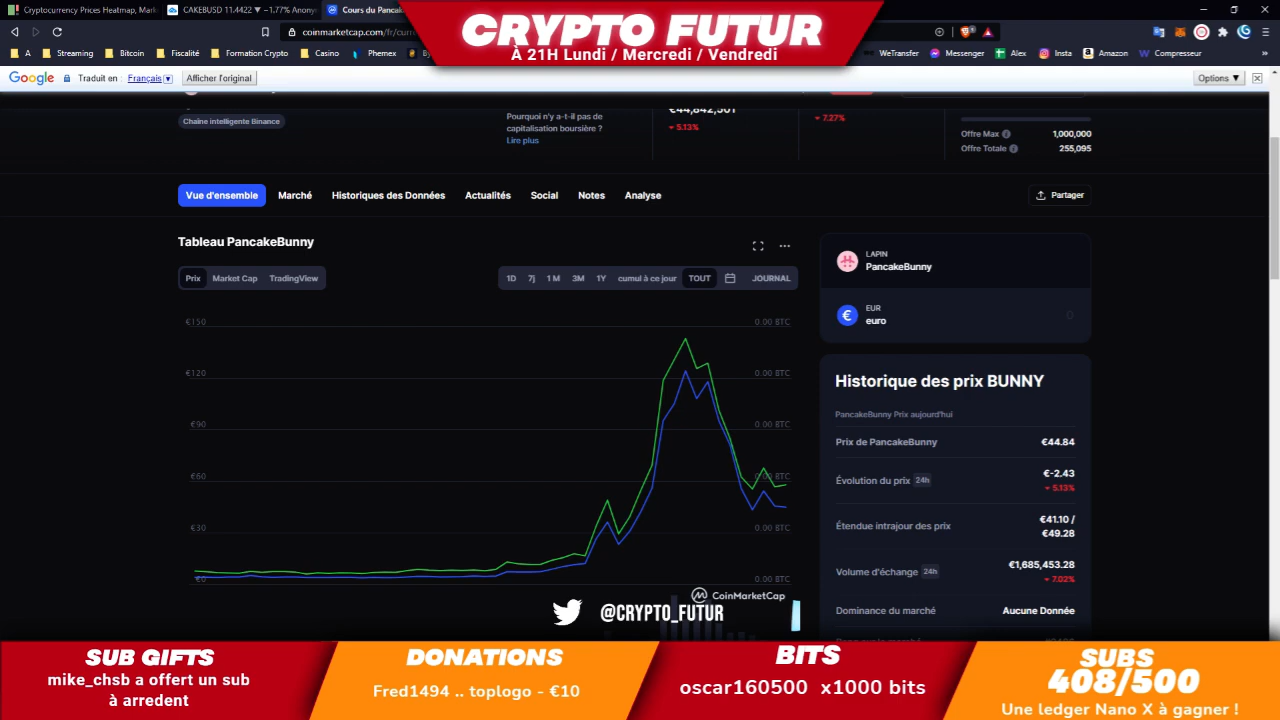 Cryptocurrency Prices Heatmap, Mark
CAKEBUSD 11.4422 ▼ −1.77% Anonye
Cours du Pancak
CRYPTO FUTUR
À 21H Lundi / Mercredi / Vendredi
coinmarketcap.com/fr/curre
A
Streaming
Bitcoin
Fiscalité
Formation Crypto
Casino
Phemex
By
WeTransfer
Messenger
Alex
Insta
Amazon
Compresseur
»
Google
Traduit en :
Français
Afficher l'original
Options ▼
Chaîne intelligente Binance
Pourquoi n'y a-t-il pas de
capitalisation boursière ?
Lire plus
€44,842,501
5.13%
7.27%
Offre Max
1,000,000
Offre Totale
255,095
Vue d'ensemble
Marché
Historiques des Données
Actualités
Social
Notes
Analyse
Partager
Tableau PancakeBunny
Prix
Market Cap
TradingView
1D
7j
1 M
3M
1Y
cumul à ce jour
TOUT
JOURNAL
€150
€120
€90
€60
€30
€0
0.00 BTC
0.00 BTC
0.00 BTC
0.00 BTC
0.00 BTC
0.00 BTC
CoinMarketCap
LAPIN
PancakeBunny
EUR
euro
0
Historique des prix BUNNY
PancakeBunny Prix aujourd'hui
Prix de PancakeBunny
€44.84
Évolution du prix 24h
€-2.43
5.13%
Étendue intrajour des prix
€41.10 /
€49.28
Volume d'échange 24h
€1,685,453.28
7.02%
Dominance du marché
Aucune Donnée
@CRYPTO_FUTUR
SUB GIFTS
mike_chsb a offert un sub
à arredent
DONATIONS
Fred1494 .. toplogo - €10
BITS
oscar160500 x1000 bits
SUBS
408/500
Une ledger Nano X à gagner !